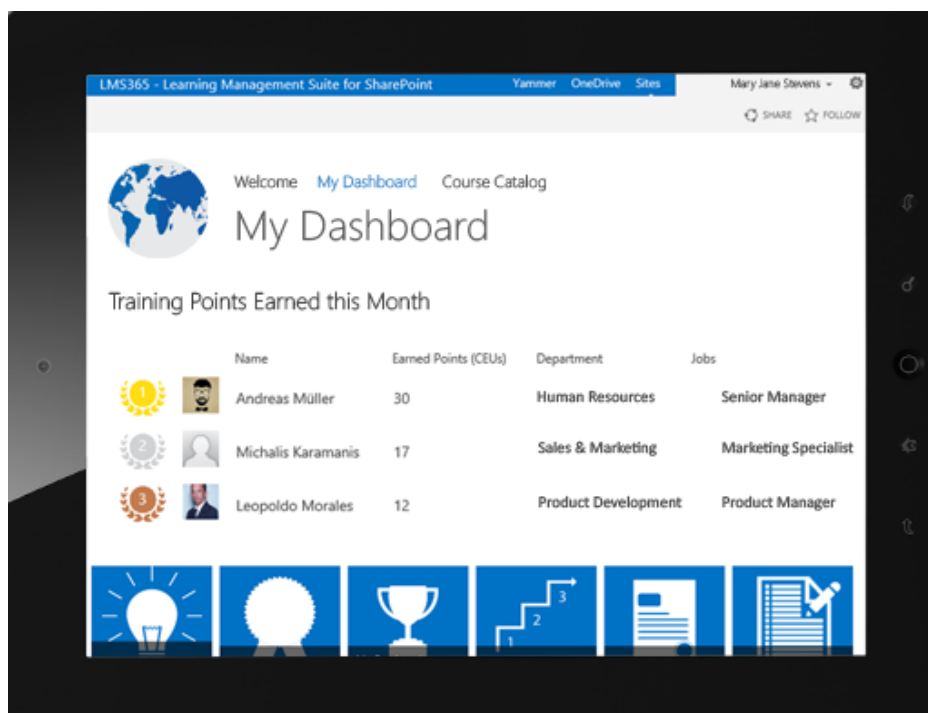 LMS365 - Learning Management Suite for SharePoint Yammer OneDrive Sites Mary Jane Stevens
SHARE FOLLOW
Welcome My Dashboard Course Catalog
My Dashboard
Training Points Earned this Month
Name Earned Points (CEUs) Department Jobs
1 Andreas Müller 30 Human Resources Senior Manager
2 Michalis Karamanis 17 Sales & Marketing Marketing Specialist
3 Leopoldo Morales 12 Product Development Product Manager
3
2
1